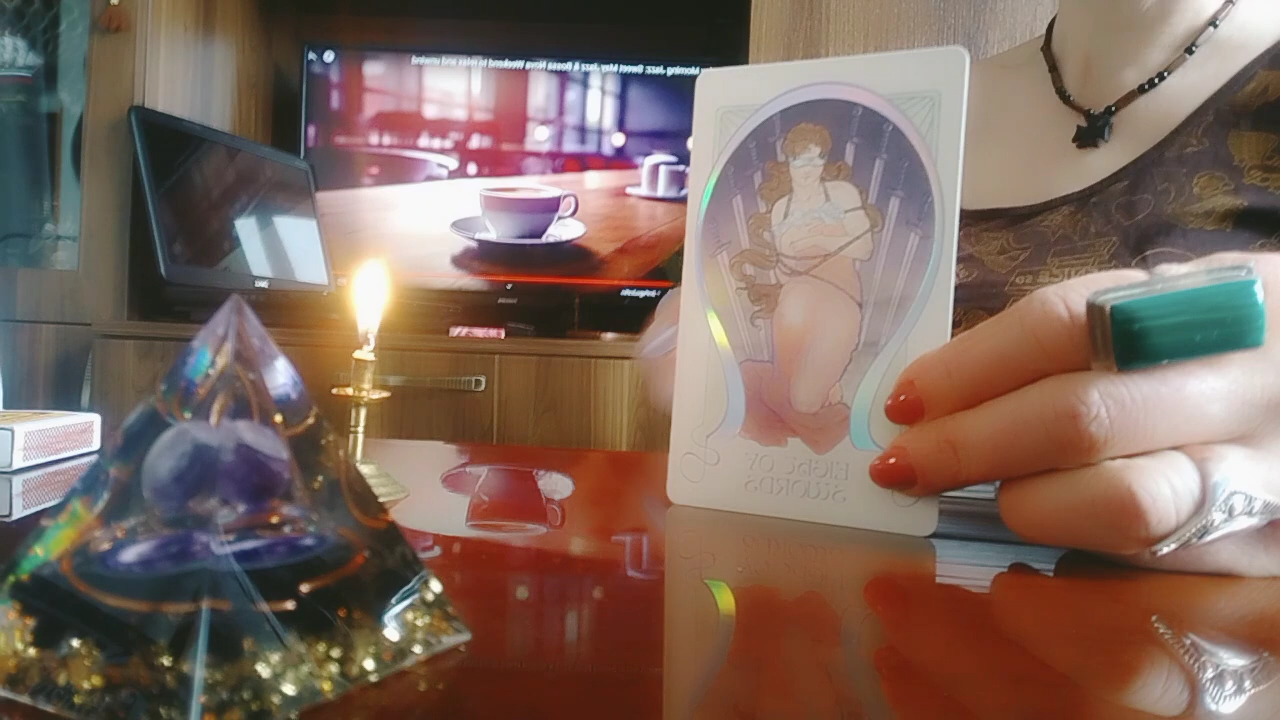 Morning Jazz: Sweet May Jazz & Bossa Nova Weekend to relax and unwind
EIGHT OF
SWORDS